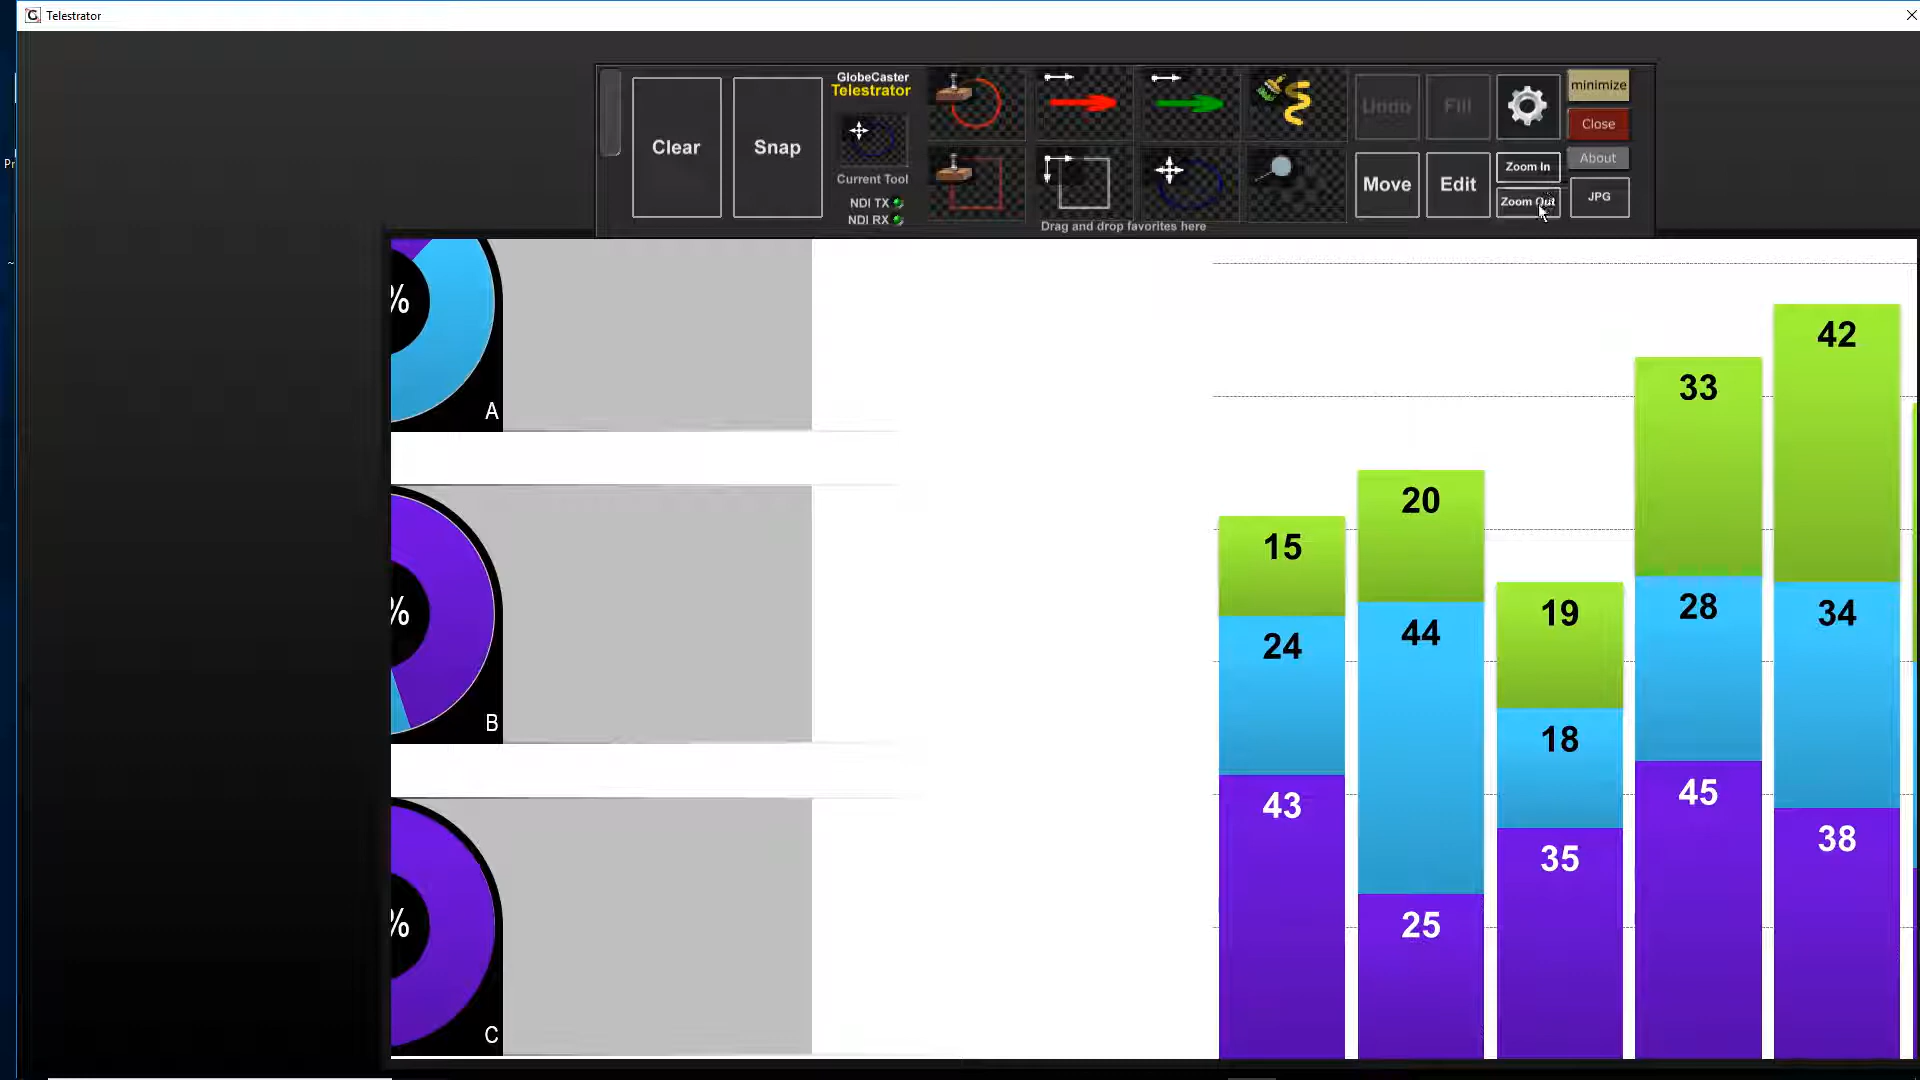 Telestrator
Clear
Snap
GlobeCaster
Telestrator
Current Tool
NDI TX
NDI RX
Drag and drop favorites here
Undo
Fill
Move
Edit
Zoom In
Zoom Out
minimize
Close
About
JPG
Pr
~
%
A
%
B
%
C
15
24
43
20
44
25
19
18
35
33
28
45
42
34
38